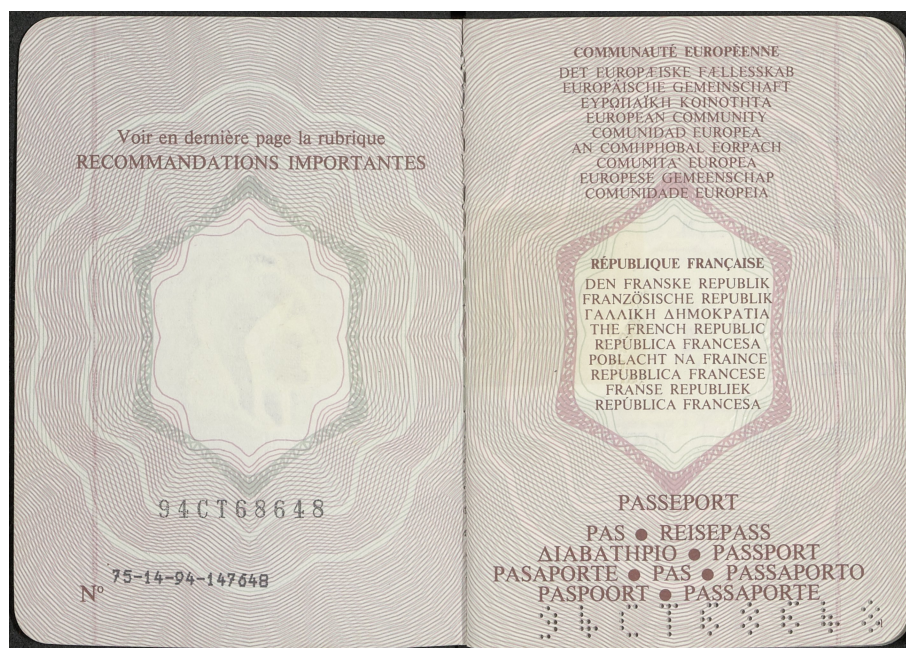 Voir en dernière page la rubrique
RECOMMANDATIONS IMPORTANTES
94CT68648
Nº 75-14-94-147648
COMMUNAUTÉ EUROPÉENNE
DET EUROPÆISKE FÆLLESSKAB
EUROPÄISCHE GEMEINSCHAFT
ΕΥΡΩΠΑΪΚΗ ΚΟΙΝΟΤΗΤΑ
EUROPEAN COMMUNITY
COMUNIDAD EUROPEA
AN COMHPHOBAL EORPACH
COMUNITA' EUROPEA
EUROPESE GEMEENSCHAP
COMUNIDADE EUROPEIA
RÉPUBLIQUE FRANÇAISE
DEN FRANSKE REPUBLIK
FRANZÖSISCHE REPUBLIK
ΓΑΛΛΙΚΗ ΔΗΜΟΚΡΑΤΙΑ
THE FRENCH REPUBLIC
REPÚBLICA FRANCESA
POBLACHT NA FRAINCE
REPUBBLICA FRANCESE
FRANSE REPUBLIEK
REPÚBLICA FRANCESA
PASSEPORT
PAS ● REISEPASS
ΔΙΑΒΑΤΗΡΙΟ ● PASSPORT
PASAPORTE ● PAS ● PASSAPORTO
PASPOORT ● PASSAPORTE
94CT68648